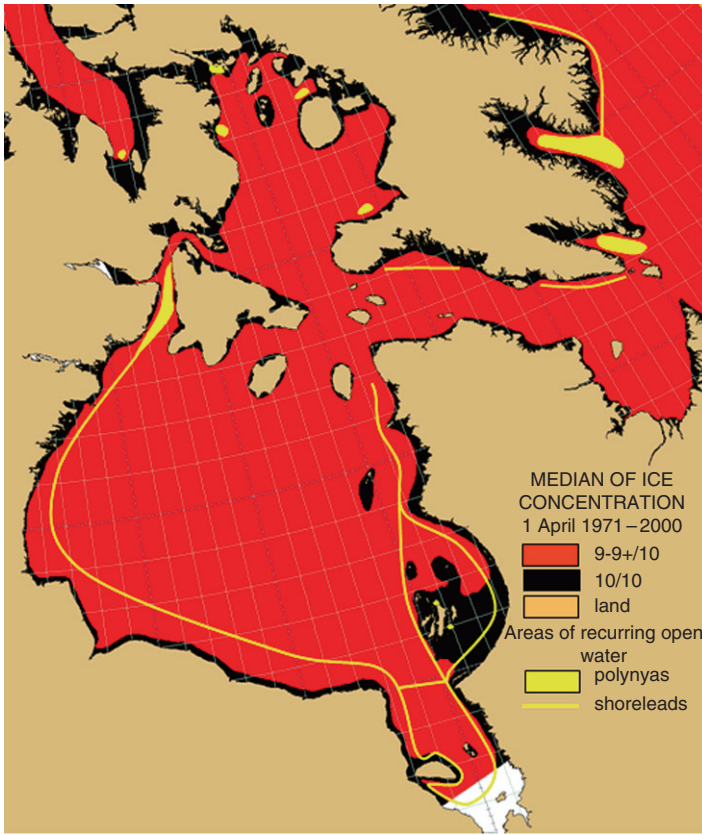 MEDIAN OF ICE
CONCENTRATION
1 April 1971–2000
9-9+/10
10/10
land
Areas of recurring open
water
polynyas
shoreleads